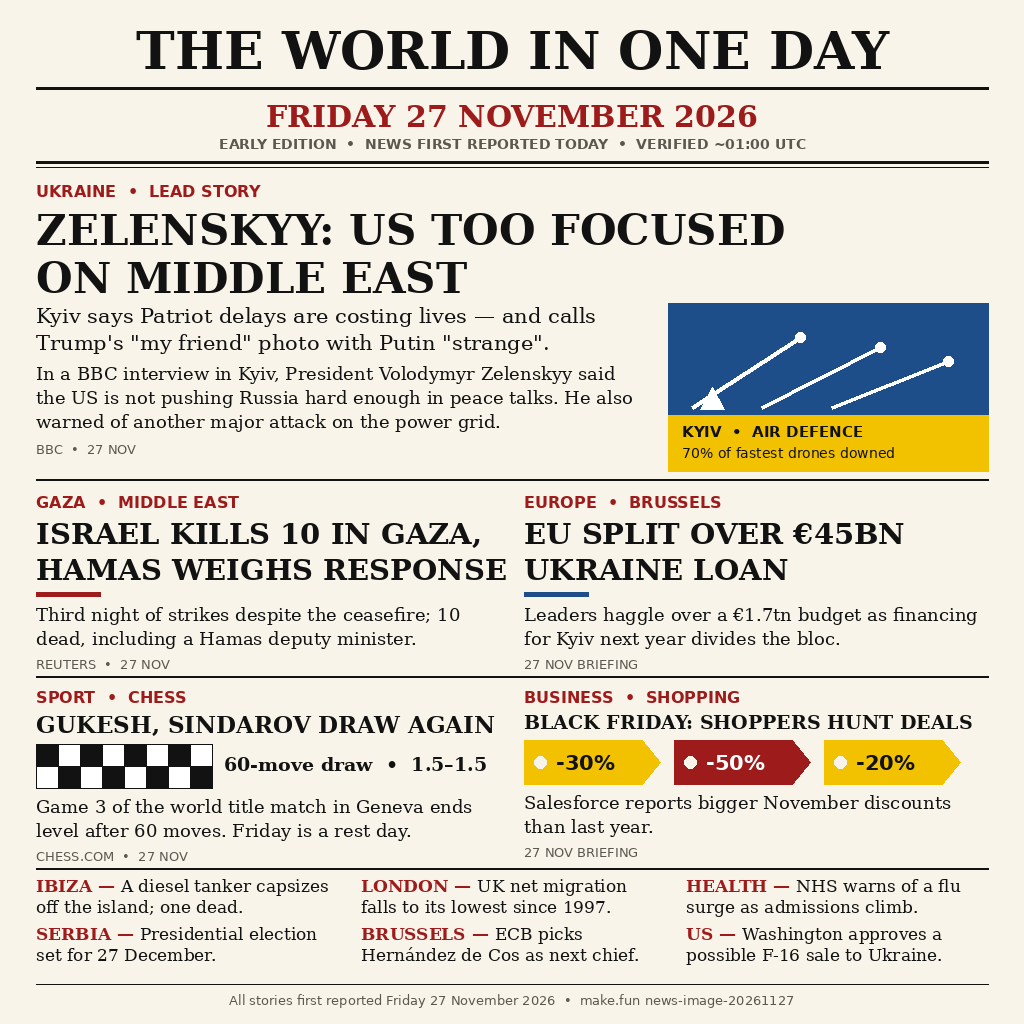 THE WORLD IN ONE DAY
FRIDAY 27 NOVEMBER 2026
EARLY EDITION • NEWS FIRST REPORTED TODAY • VERIFIED ~01:00 UTC
UKRAINE • LEAD STORY
ZELENSKYY: US TOO FOCUSED
ON MIDDLE EAST
Kyiv says Patriot delays are costing lives — and calls
Trump's "my friend" photo with Putin "strange".
In a BBC interview in Kyiv, President Volodymyr Zelenskyy said
the US is not pushing Russia hard enough in peace talks. He also
warned of another major attack on the power grid.
BBC • 27 NOV
KYIV • AIR DEFENCE
70% of fastest drones downed
GAZA • MIDDLE EAST
ISRAEL KILLS 10 IN GAZA,
HAMAS WEIGHS RESPONSE
Third night of strikes despite the ceasefire; 10
dead, including a Hamas deputy minister.
REUTERS • 27 NOV
EUROPE • BRUSSELS
EU SPLIT OVER €45BN
UKRAINE LOAN
Leaders haggle over a €1.7tn budget as financing
for Kyiv next year divides the bloc.
27 NOV BRIEFING
SPORT • CHESS
GUKESH, SINDAROV DRAW AGAIN
60-move draw • 1.5–1.5
Game 3 of the world title match in Geneva ends
level after 60 moves. Friday is a rest day.
CHESS.COM • 27 NOV
BUSINESS • SHOPPING
BLACK FRIDAY: SHOPPERS HUNT DEALS
-30% -50% -20%
Salesforce reports bigger November discounts
than last year.
27 NOV BRIEFING
IBIZA — A diesel tanker capsizes
off the island; one dead.
LONDON — UK net migration
falls to its lowest since 1997.
HEALTH — NHS warns of a flu
surge as admissions climb.
SERBIA — Presidential election
set for 27 December.
BRUSSELS — ECB picks
Hernández de Cos as next chief.
US — Washington approves a
possible F-16 sale to Ukraine.
All stories first reported Friday 27 November 2026 • make.fun news-image-20261127